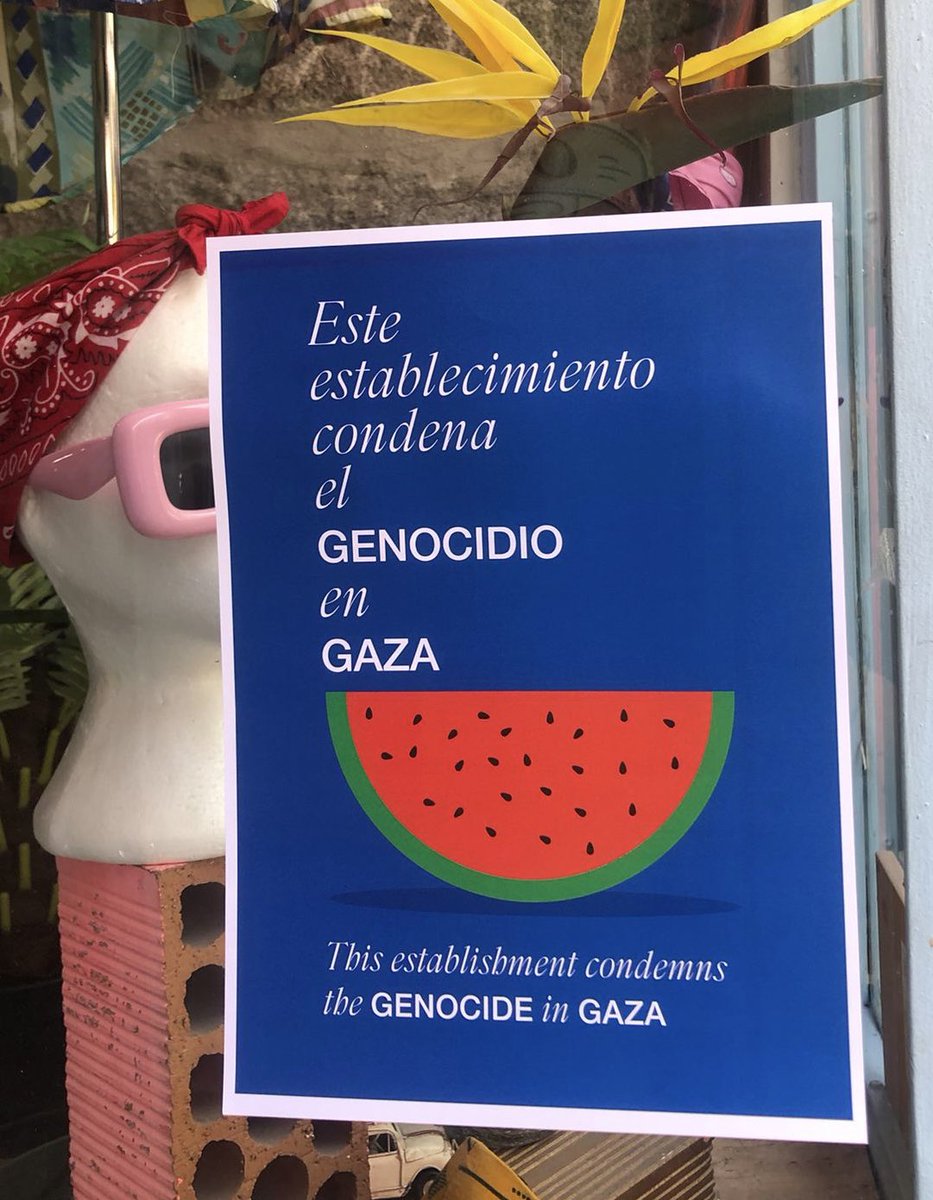 Este
establecimiento
condena
el
GENOCIDIO
en
GAZA
This establishment condemns
the GENOCIDE in GAZA